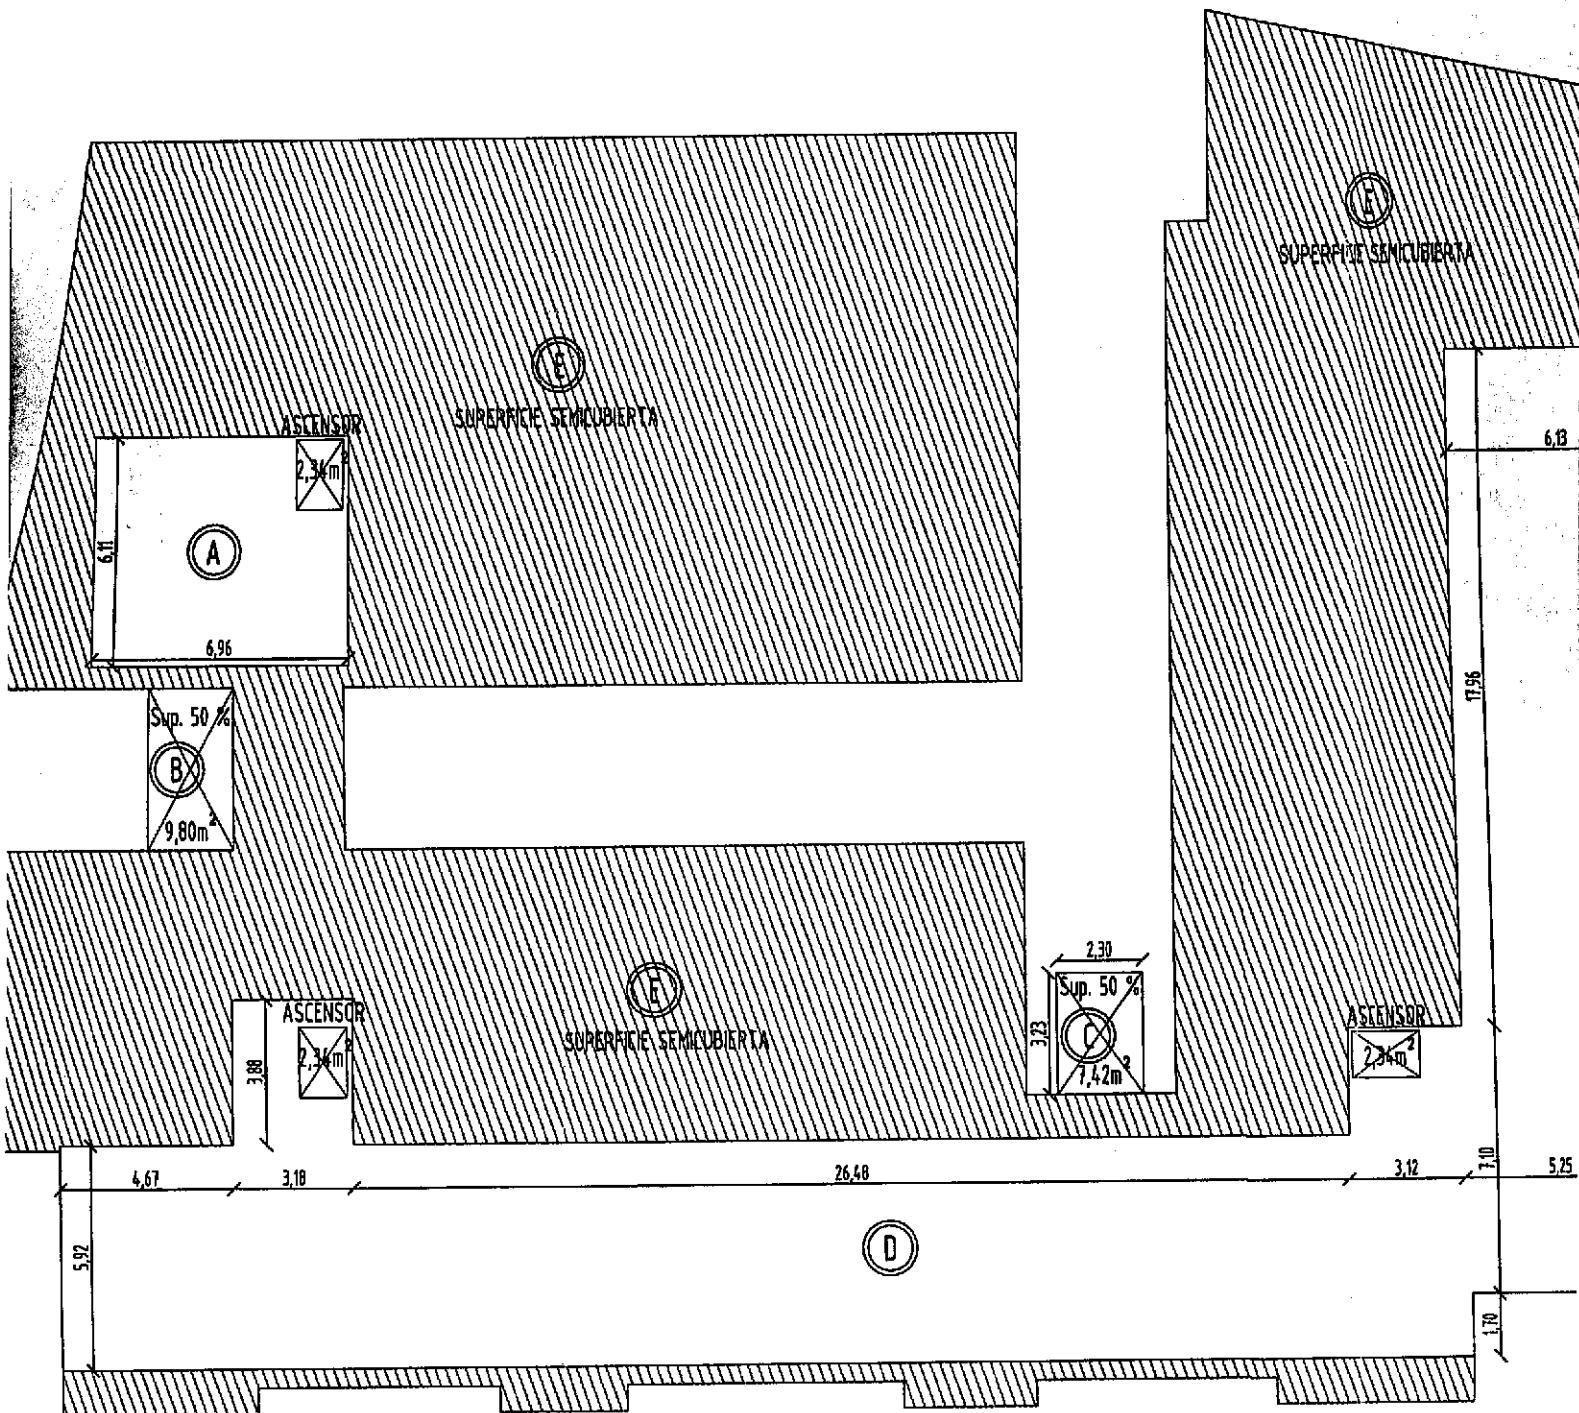 E
SUPERFICIE SEMICUBIERTA
E
SUPERFICIE SEMICUBIERTA
ASCENSOR
2,34m²
6,13
A
6,11
6,96
17,96
Sup. 50 %
B
9,80m²
2,30
Sup. 50 %
C
3,23
7,42m²
E
SUPERFICIE SEMICUBIERTA
ASCENSOR
2,34m²
3,88
ASCENSOR
2,34m²
4,67
3,18
26,48
3,12
7,10
5,25
5,92
D
1,70